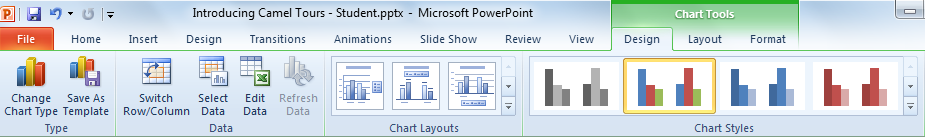 Introducing Camel Tours - Student.pptx - Microsoft PowerPoint Chart Tools
File Home Insert Design Transitions Animations Slide Show Review View Design Layout Format
Change Chart Type
Save As Template
Switch Row/Column
Select Data
Edit Data
Refresh Data
Type Data Chart Layouts Chart Styles